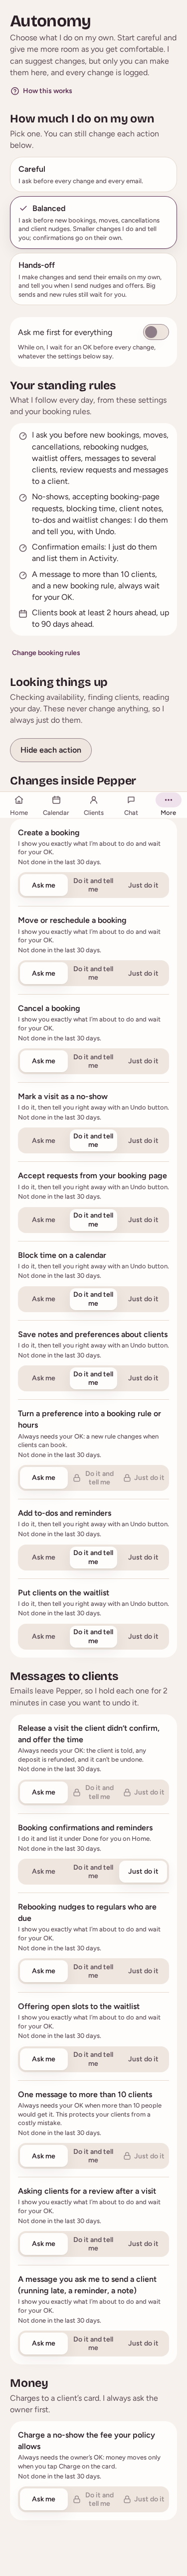 Autonomy
Choose what I do on my own. Start careful and
give me more room as you get comfortable. I
can suggest changes, but only you can make
them here, and every change is logged.
How this works
How much I do on my own
Pick one. You can still change each action
below.
Careful
I ask before every change and every email.
Balanced
I ask before new bookings, moves, cancellations
and client nudges. Smaller changes I do and tell
you; confirmations go on their own.
Hands-off
I make changes and send their emails on my own,
and tell you when I send nudges and offers. Big
sends and new rules still wait for you.
Ask me first for everything
While on, I wait for an OK before every change,
whatever the settings below say.
Your standing rules
What I follow every day, from these settings
and your booking rules.
I ask you before new bookings, moves,
cancellations, rebooking nudges,
waitlist offers, messages to several
clients, review requests and messages
to a client.
No-shows, accepting booking-page
requests, blocking time, client notes,
to-dos and waitlist changes: I do them
and tell you, with Undo.
Confirmation emails: I just do them
and list them in Activity.
A message to more than 10 clients,
and a new booking rule, always wait
for your OK.
Clients book at least 2 hours ahead, up
to 90 days ahead.
Change booking rules
Looking things up
Checking availability, finding clients, reading
your day. These never change anything, so I
always just do them.
Hide each action
Changes inside Pepper
Home
Calendar
Clients
Chat
More
Create a booking
I show you exactly what I'm about to do and wait
for your OK.
Not done in the last 30 days.
Ask me
Do it and tell
me
Just do it
Move or reschedule a booking
I show you exactly what I'm about to do and wait
for your OK.
Not done in the last 30 days.
Ask me
Do it and tell
me
Just do it
Cancel a booking
I show you exactly what I'm about to do and wait
for your OK.
Not done in the last 30 days.
Ask me
Do it and tell
me
Just do it
Mark a visit as a no-show
I do it, then tell you right away with an Undo button.
Not done in the last 30 days.
Ask me
Do it and tell
me
Just do it
Accept requests from your booking page
I do it, then tell you right away with an Undo button.
Not done in the last 30 days.
Ask me
Do it and tell
me
Just do it
Block time on a calendar
I do it, then tell you right away with an Undo button.
Not done in the last 30 days.
Ask me
Do it and tell
me
Just do it
Save notes and preferences about clients
I do it, then tell you right away with an Undo button.
Not done in the last 30 days.
Ask me
Do it and tell
me
Just do it
Turn a preference into a booking rule or
hours
Always needs your OK: a new rule changes when
clients can book.
Not done in the last 30 days.
Ask me
Do it and
tell me
Just do it
Add to-dos and reminders
I do it, then tell you right away with an Undo button.
Not done in the last 30 days.
Ask me
Do it and tell
me
Just do it
Put clients on the waitlist
I do it, then tell you right away with an Undo button.
Not done in the last 30 days.
Ask me
Do it and tell
me
Just do it
Messages to clients
Emails leave Pepper, so I hold each one for 2
minutes in case you want to undo it.
Release a visit the client didn't confirm,
and offer the time
Always needs your OK: the client is told, any
deposit is refunded, and it can't be undone.
Not done in the last 30 days.
Ask me
Do it and
tell me
Just do it
Booking confirmations and reminders
I do it and list it under Done for you on Home.
Not done in the last 30 days.
Ask me
Do it and tell
me
Just do it
Rebooking nudges to regulars who are
due
I show you exactly what I'm about to do and wait
for your OK.
Not done in the last 30 days.
Ask me
Do it and tell
me
Just do it
Offering open slots to the waitlist
I show you exactly what I'm about to do and wait
for your OK.
Not done in the last 30 days.
Ask me
Do it and tell
me
Just do it
One message to more than 10 clients
Always needs your OK when more than 10 people
would get it. This protects your clients from a
costly mistake.
Not done in the last 30 days.
Ask me
Do it and tell
me
Just do it
Asking clients for a review after a visit
I show you exactly what I'm about to do and wait
for your OK.
Not done in the last 30 days.
Ask me
Do it and tell
me
Just do it
A message you ask me to send a client
(running late, a reminder, a note)
I show you exactly what I'm about to do and wait
for your OK.
Not done in the last 30 days.
Ask me
Do it and tell
me
Just do it
Money
Charges to a client's card. I always ask the
owner first.
Charge a no-show the fee your policy
allows
Always needs the owner's OK: money moves only
when you tap Charge on the card.
Not done in the last 30 days.
Ask me
Do it and
tell me
Just do it